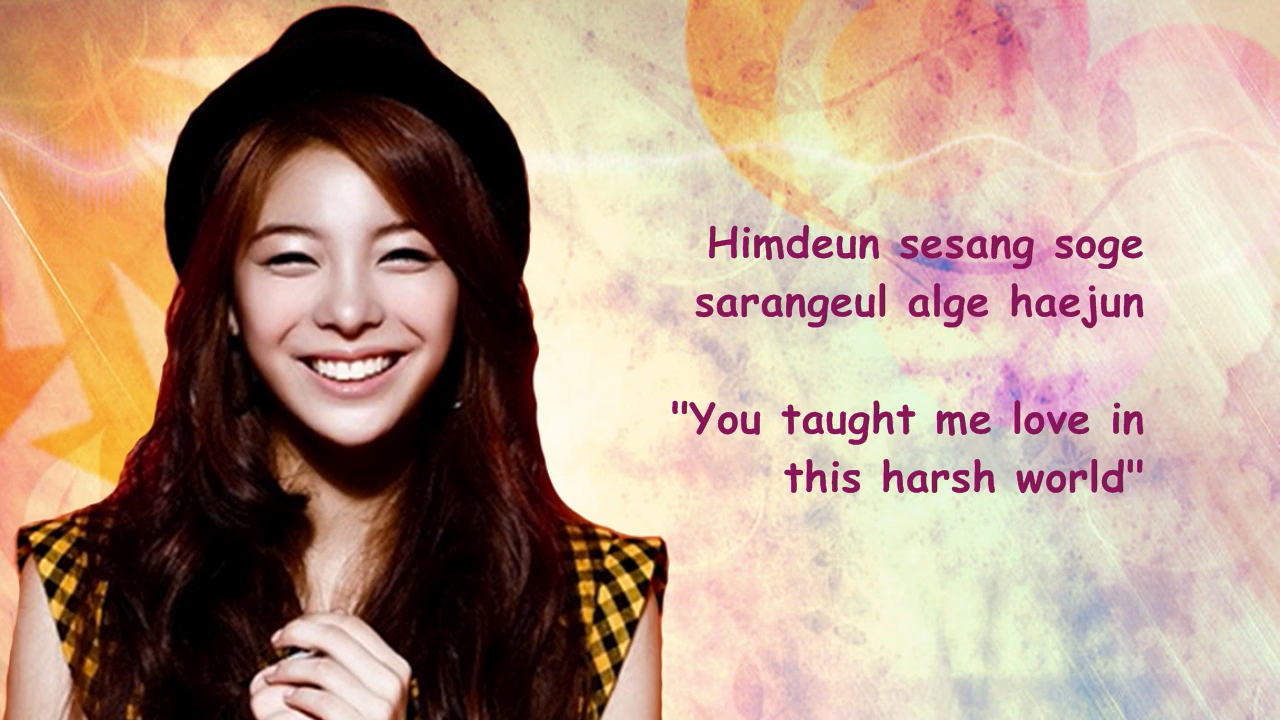 Himdeun sesang soge
sarangeul alge haejun
"You taught me love in
this harsh world"